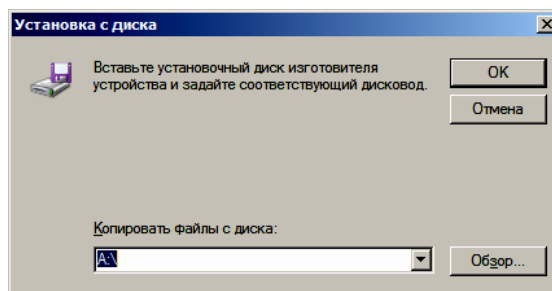 Установка с диска
Вставьте установочный диск изготовителя
устройства и задайте соответствующий дисковод.
OK
Отмена
Копировать файлы с диска:
A:\
Обзор...